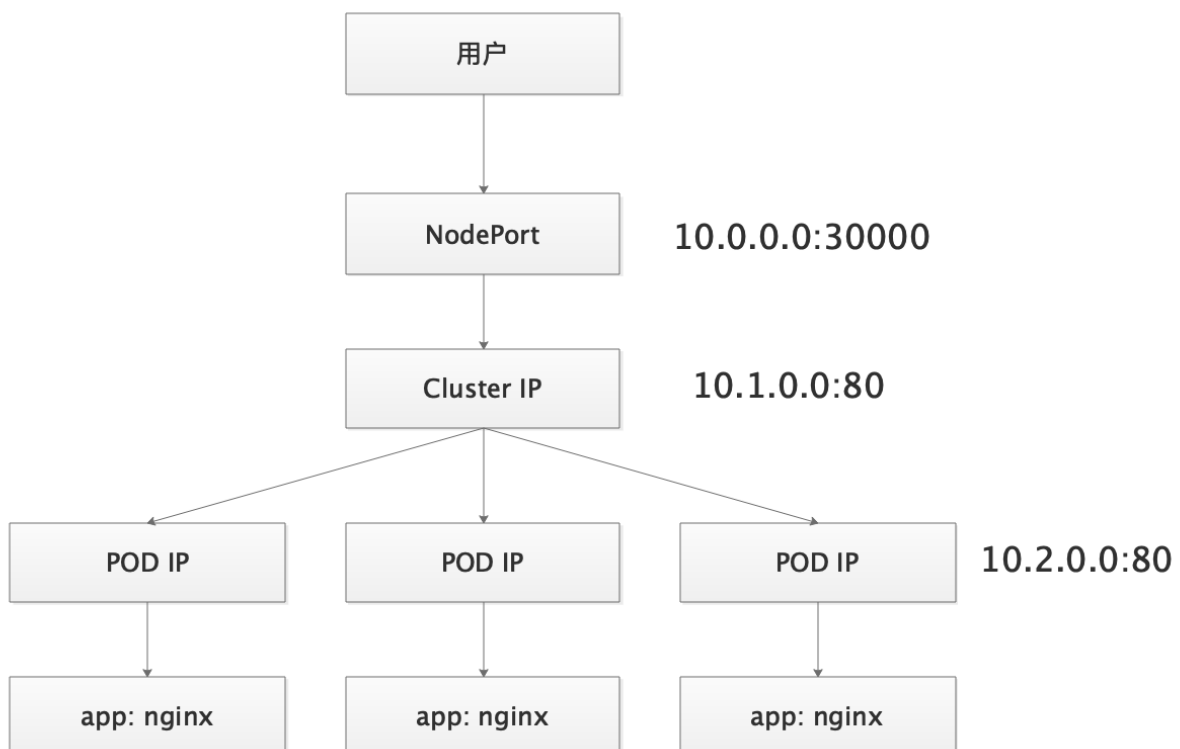 用户
NodePort
10.0.0.0:30000
Cluster IP
10.1.0.0:80
POD IP
POD IP
POD IP
10.2.0.0:80
app: nginx
app: nginx
app: nginx